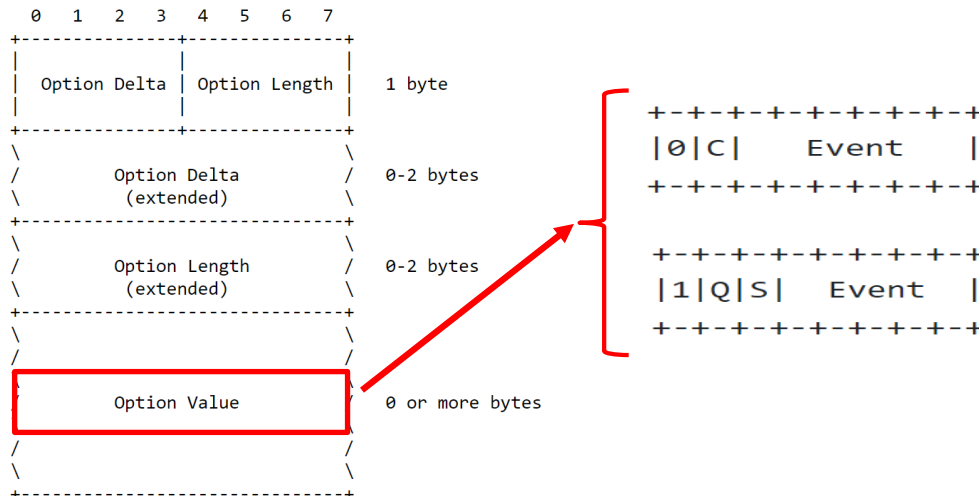 0 1 2 3 4 5 6 7
Option Delta | Option Length 1 byte
Option Delta 0-2 bytes
(extended)
Option Length 0-2 bytes
(extended)
Option Value 0 or more bytes
+-+-+-+-+-+-+-+-+
|0|C| Event |
+-+-+-+-+-+-+-+-+
+-+-+-+-+-+-+-+-+
|1|Q|S| Event |
+-+-+-+-+-+-+-+-+